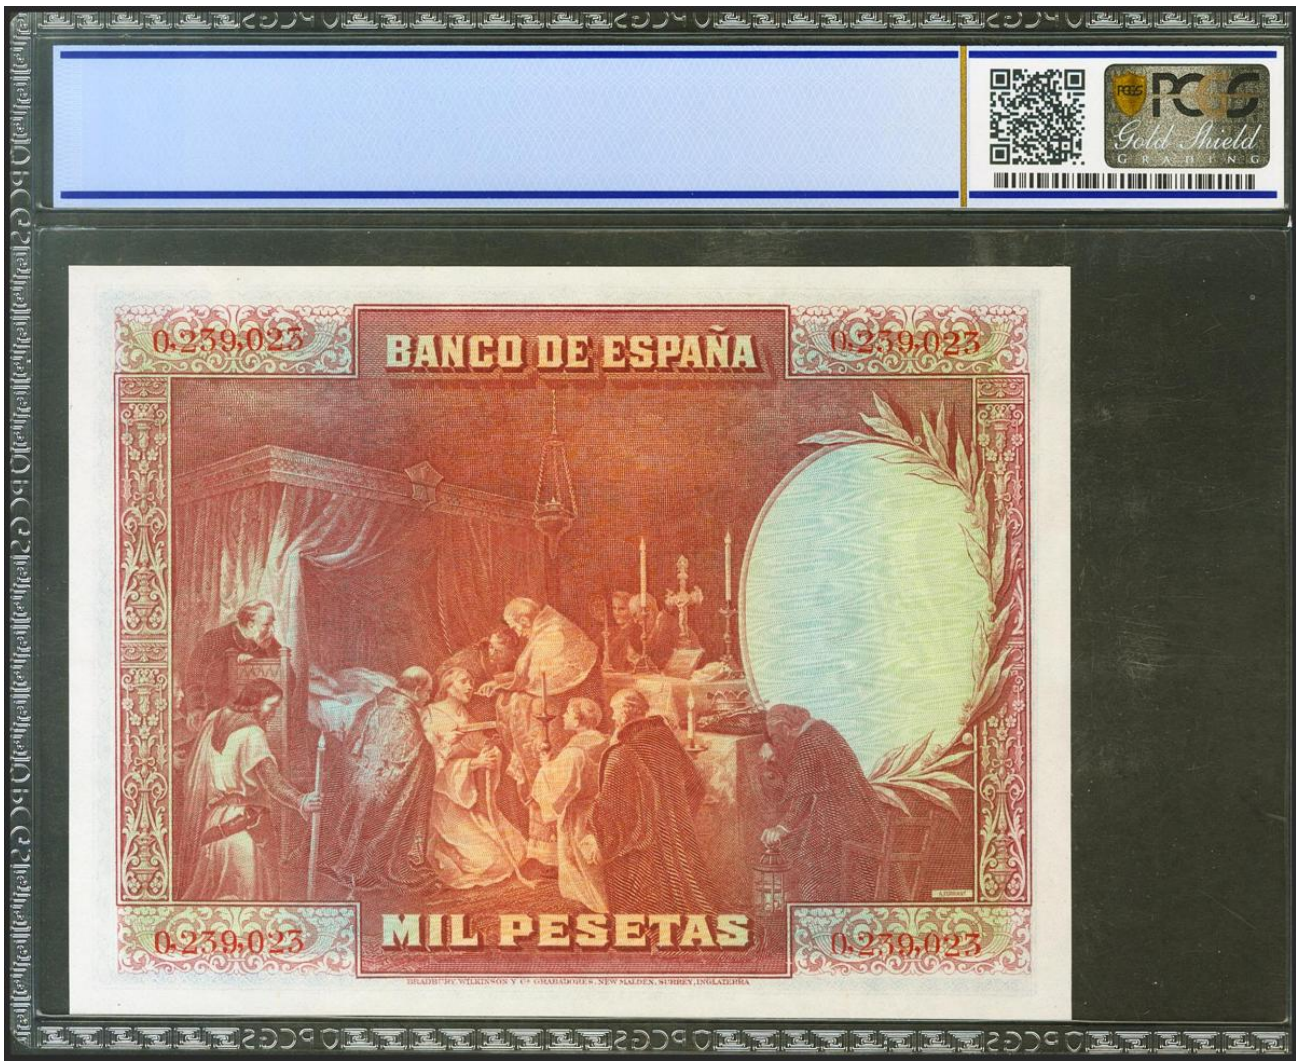 PCGS
PCGS
Gold Shield
GRADING
0,239,023
BANCO DE ESPAÑA
0,239,023
MIL PESETAS
0,239,023
0,239,023
BRADBURY, WILKINSON Y Cª GRABADORES, NEW MALDEN, SURREY, INGLATERRA